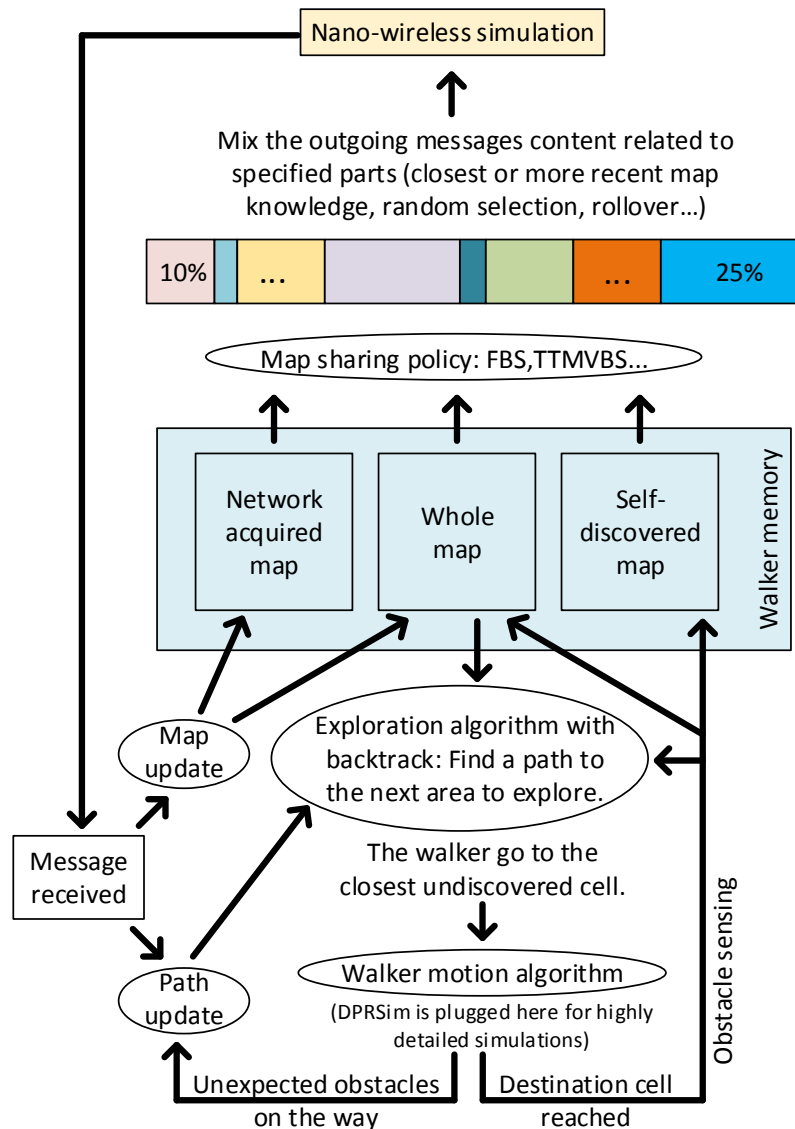 Nano-wireless simulation
Mix the outgoing messages content related to
specified parts (closest or more recent map
knowledge, random selection, rollover…)
10%
...
...
25%
Map sharing policy: FBS,TTMVBS...
Network
acquired
map
Whole
map
Self-
discovered
map
Walker memory
Map
update
Exploration algorithm with
backtrack: Find a path to
the next area to explore.
Message
received
The walker go to the
closest undiscovered cell.
Path
update
Walker motion algorithm
(DPRSim is plugged here for highly
detailed simulations)
Obstacle sensing
Unexpected obstacles
on the way
Destination cell
reached